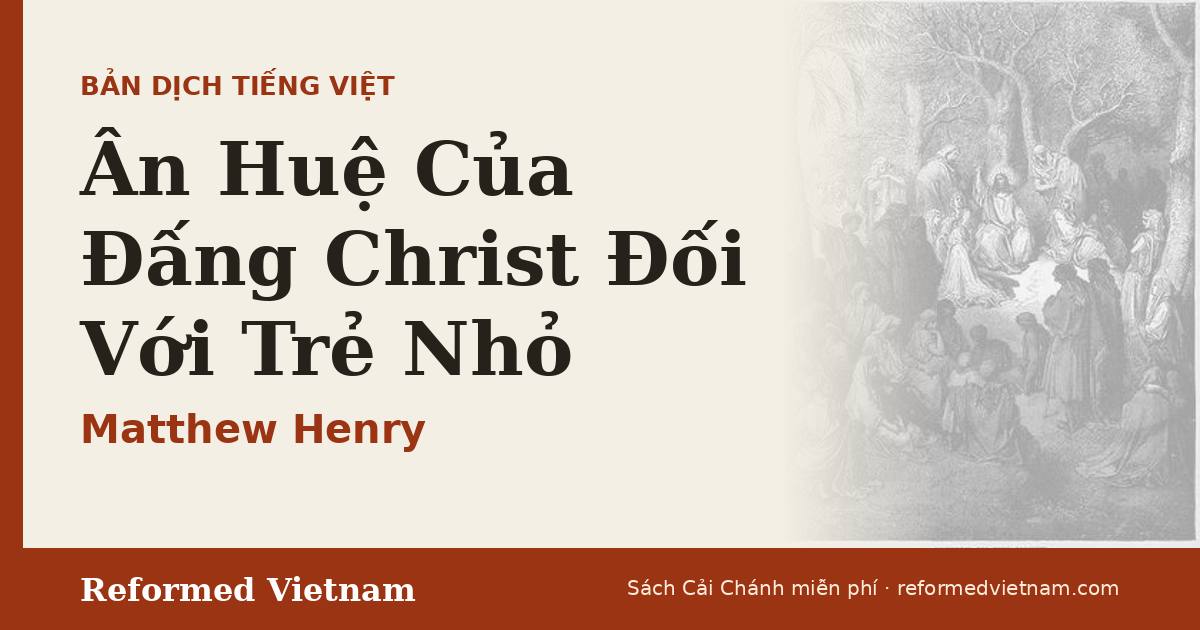 BẢN DỊCH TIẾNG VIỆT
Ân Huệ Của
Đấng Christ Đối
Với Trẻ Nhỏ
Matthew Henry
Reformed Vietnam
Sách Cải Chánh miễn phí · reformedvietnam.com